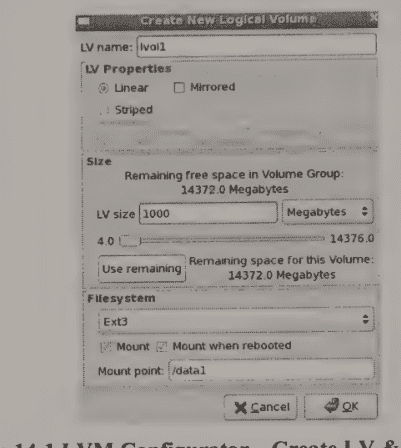 Create New Logical Volume
LV name: lvol1
LV Properties
Linear Mirrored
Striped
Size
Remaining free space in Volume Group:
14372.0 Megabytes
LV size 1000 Megabytes
4.0 14376.0
Use remaining Remaining space for this Volume:
14372.0 Megabytes
Filesystem
Ext3
Mount Mount when rebooted
Mount point: /data1
Cancel OK
14-1 LVM Configurator – Create LV &